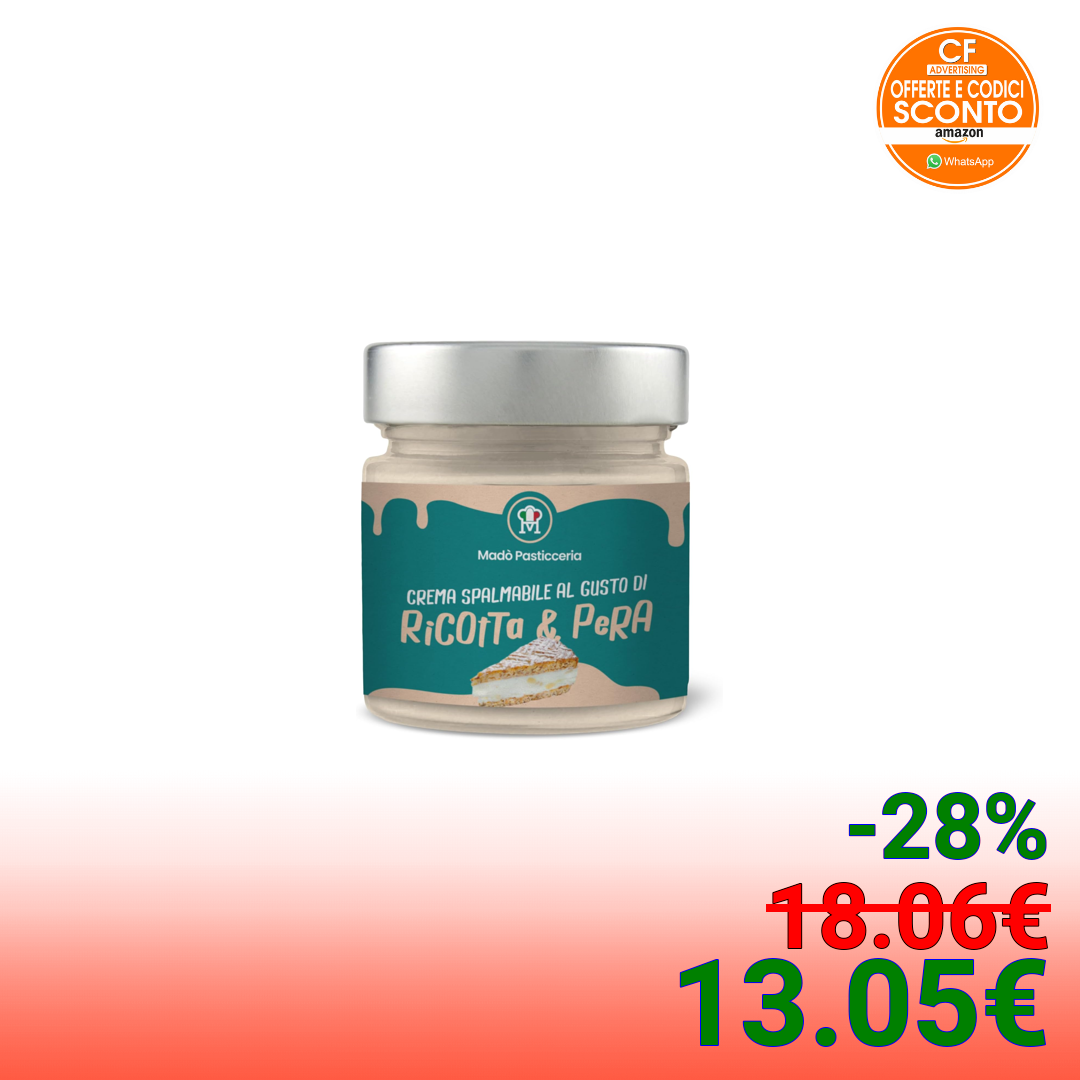 CF
ADVERTISING
OFFERTE E CODICI
SCONTO
amazon
WhatsApp
M
Madò Pasticceria
CREMA SPALMABILE AL GUSTO DI
RiCOtTa & PeRA
-28%
18.06€
13.05€